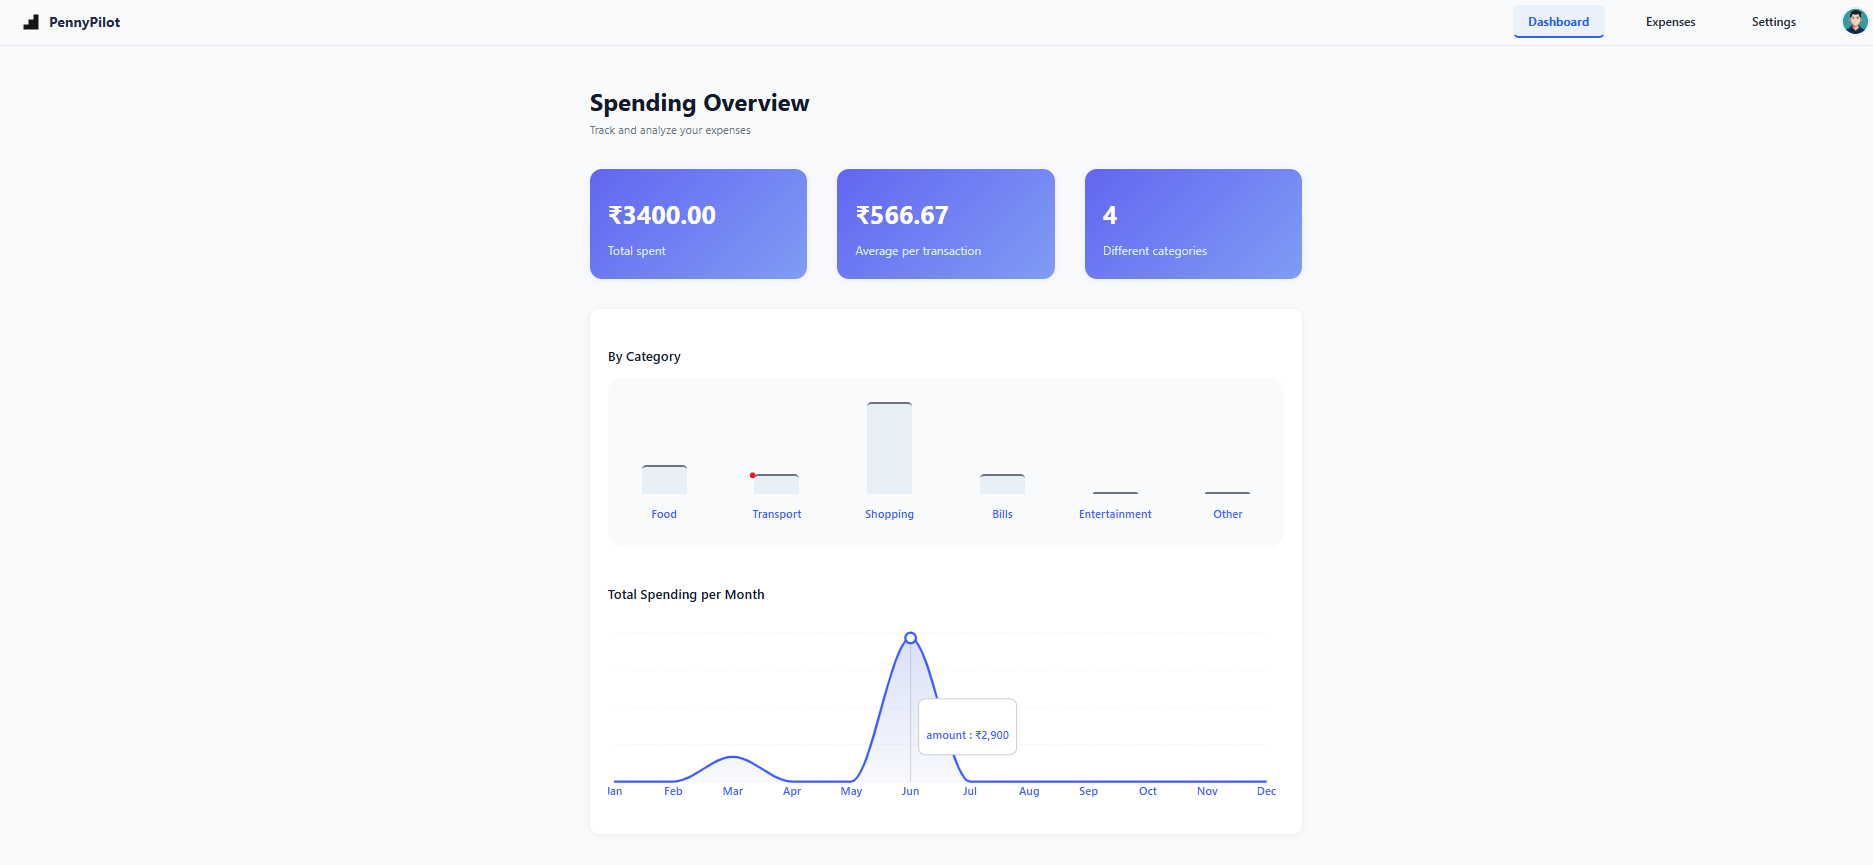 PennyPilot
Dashboard
Expenses
Settings
Spending Overview
Track and analyze your expenses
₹3400.00
Total spent
₹566.67
Average per transaction
4
Different categories
By Category
Food
Transport
Shopping
Bills
Entertainment
Other
Total Spending per Month
amount : ₹2,900
Jan
Feb
Mar
Apr
May
Jun
Jul
Aug
Sep
Oct
Nov
Dec